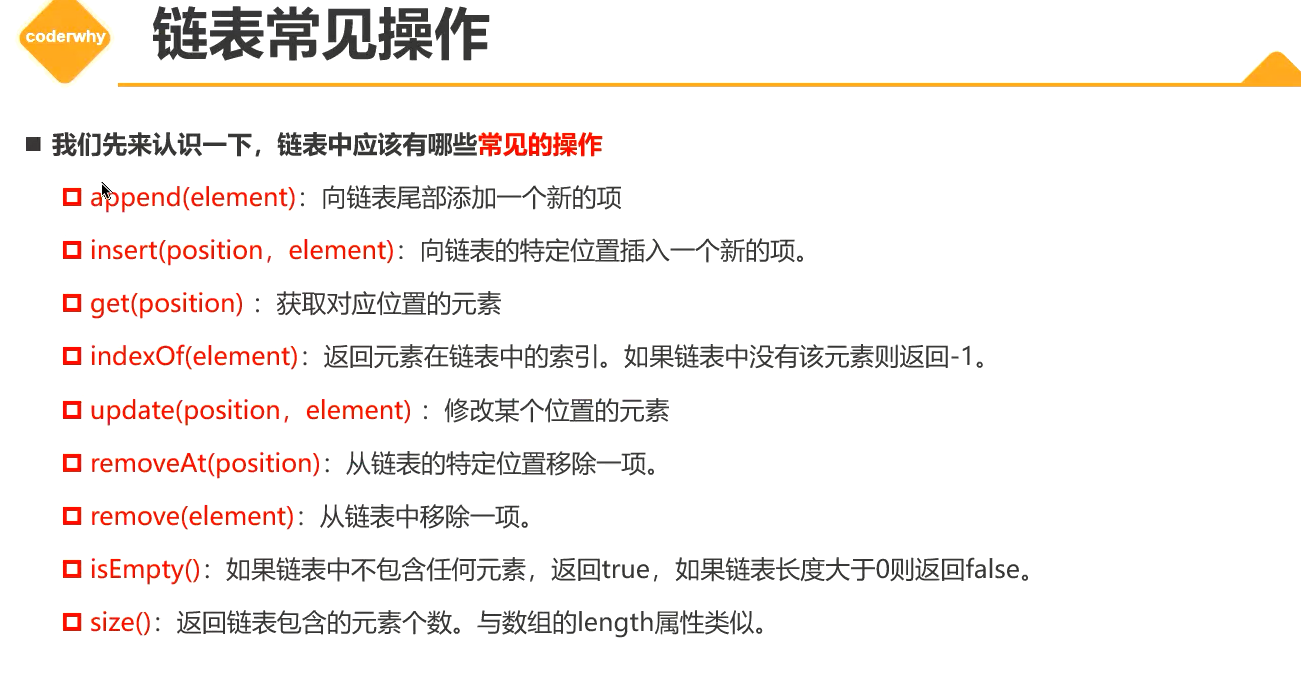 coderwhy
链表常见操作
我们先来认识一下，链表中应该有哪些常见的操作
append(element)：向链表尾部添加一个新的项
insert(position，element)：向链表的特定位置插入一个新的项。
get(position) ：获取对应位置的元素
indexOf(element)：返回元素在链表中的索引。如果链表中没有该元素则返回-1。
update(position，element) ：修改某个位置的元素
removeAt(position)：从链表的特定位置移除一项。
remove(element)：从链表中移除一项。
isEmpty()：如果链表中不包含任何元素，返回true，如果链表长度大于0则返回false。
size()：返回链表包含的元素个数。与数组的length属性类似。